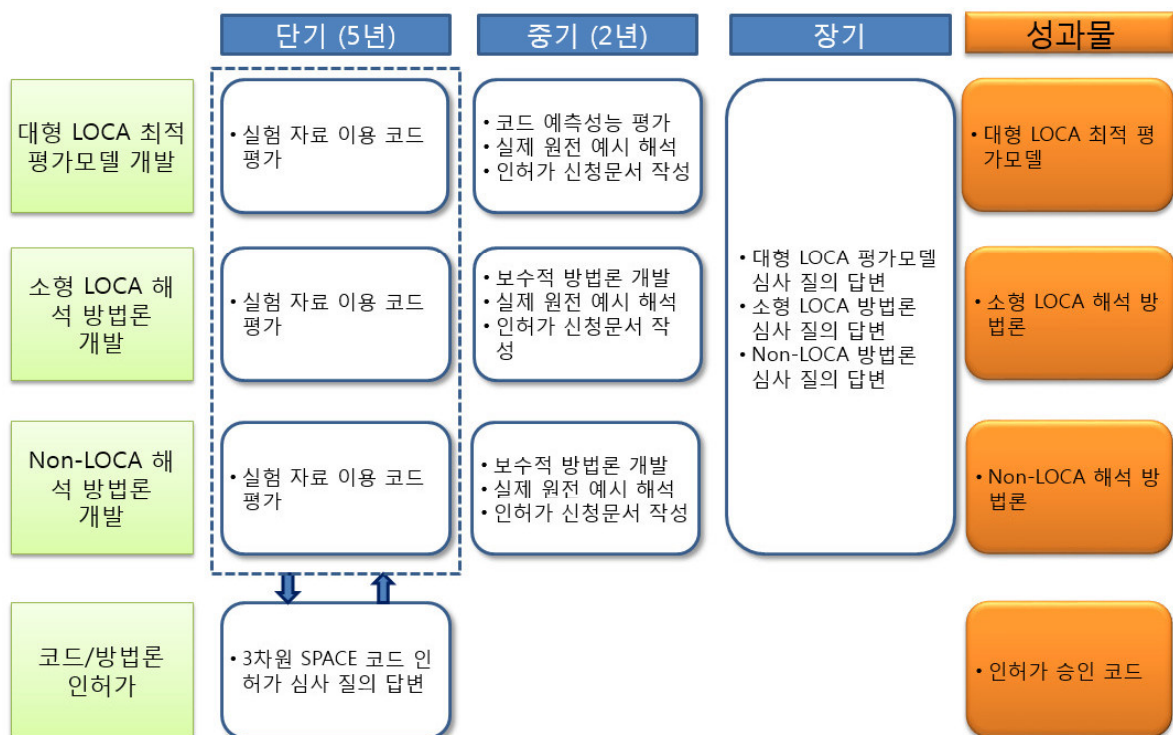 단기 (5년)
중기 (2년)
장기
성과물
대형 LOCA 최적
평가모델 개발
• 실험 자료 이용 코드
평가
• 코드 예측성능 평가
• 실제 원전 예시 해석
• 인허가 신청문서 작성
• 대형 LOCA 최적 평
가모델
소형 LOCA 해
석 방법론
개발
• 실험 자료 이용 코드
평가
• 보수적 방법론 개발
• 실제 원전 예시 해석
• 인허가 신청문서 작
성
• 대형 LOCA 평가모델
심사 질의 답변
• 소형 LOCA 방법론
심사 질의 답변
• Non-LOCA 방법론
심사 질의 답변
• 소형 LOCA 해석 방
법론
Non-LOCA 해
석 방법론
개발
• 실험 자료 이용 코드
평가
• 보수적 방법론 개발
• 실제 원전 예시 해석
• 인허가 신청문서 작성
• Non-LOCA 해석 방
법론
코드/방법론
인허가
• 3차원 SPACE 코드 인
허가 심사 질의 답변
• 인허가 승인 코드